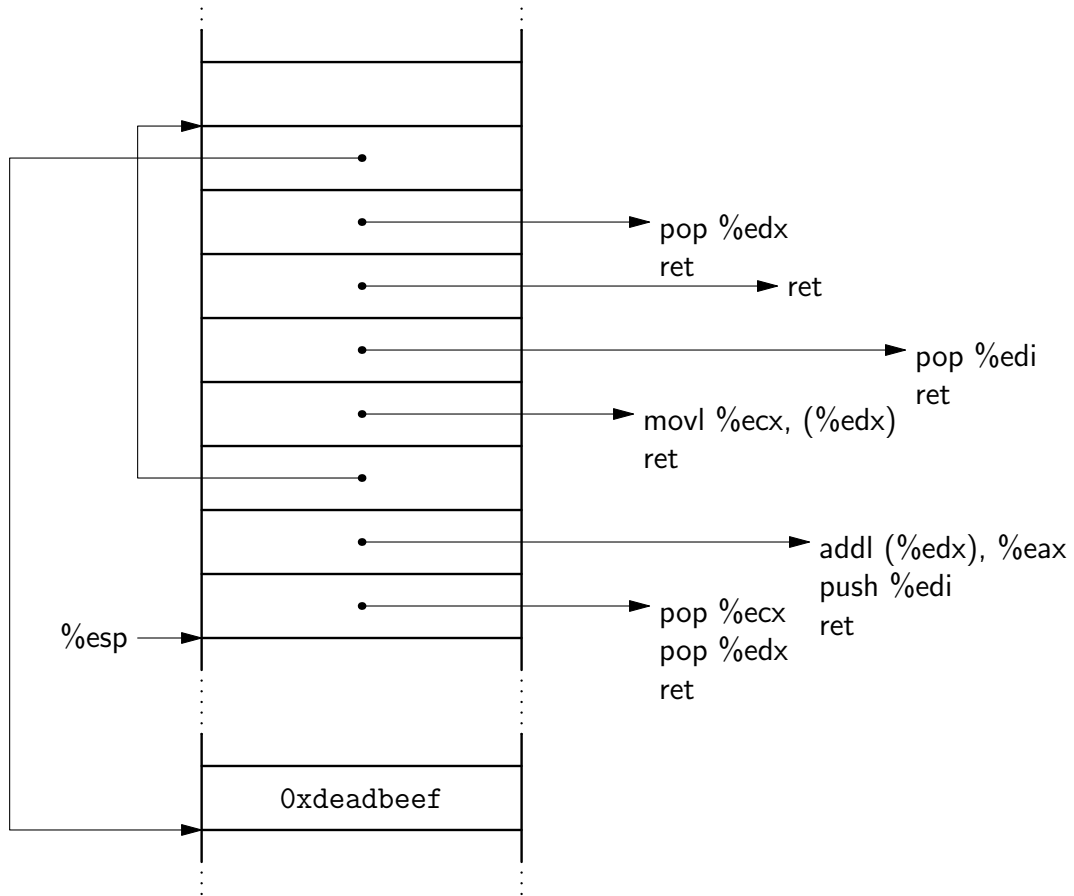 pop %edx
ret
ret
pop %edi
ret
movl %ecx, (%edx)
ret
addl (%edx), %eax
push %edi
ret
%esp
pop %ecx
pop %edx
ret
0xdeadbeef